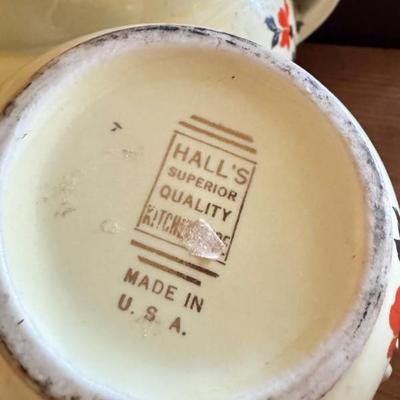 HALL'S
SUPERIOR
QUALITY
MADE IN
U. S. A.